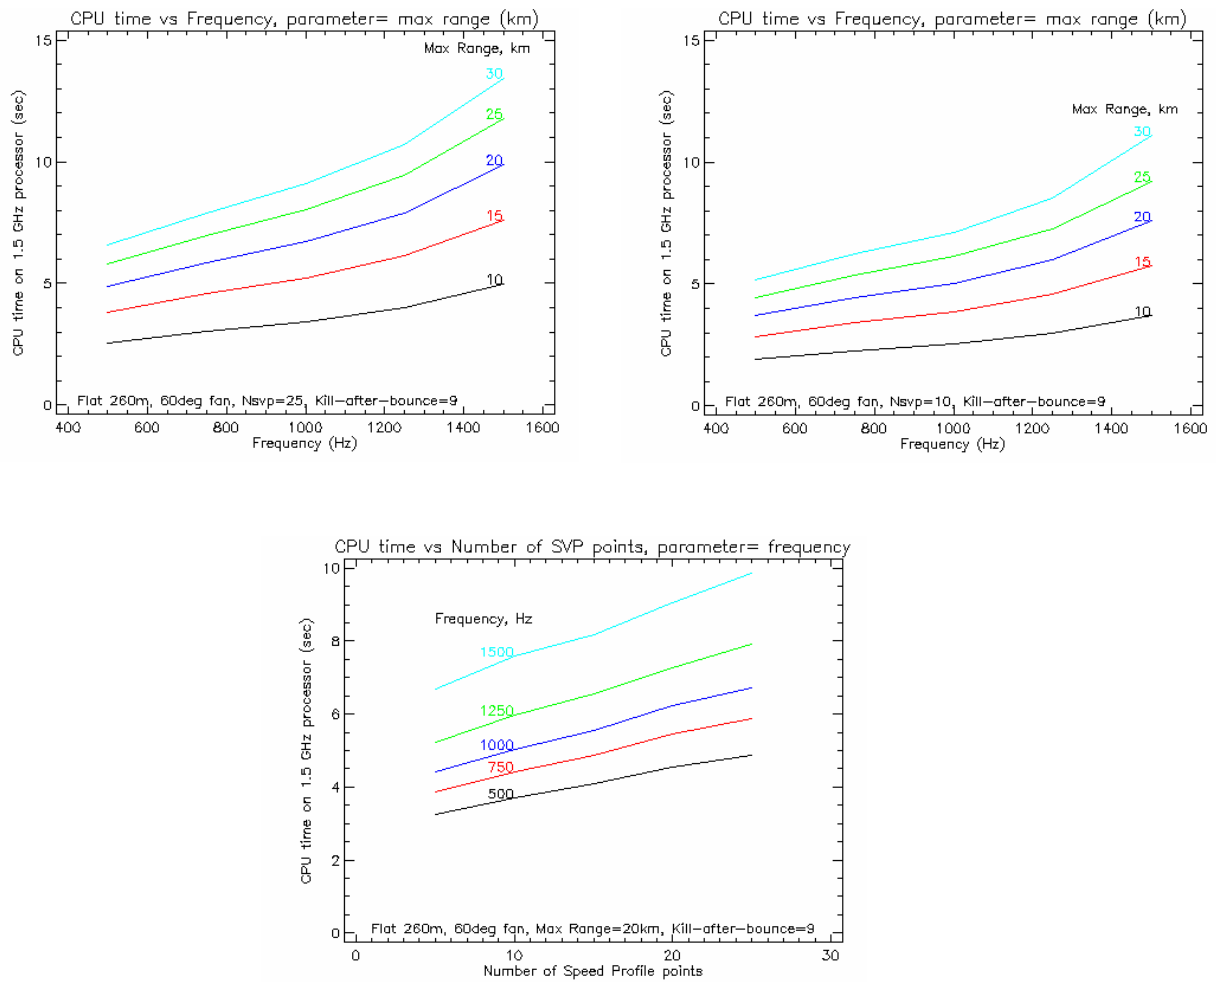 CPU time vs Frequency, parameter= max range (km)
15
10
5
0
CPU time on 1.5 GHz processor (sec)
Max Range, km
30
25
20
15
10
Flat 260m, 60deg fan, Nsvp=25, Kill-after-bounce=9
400 600 800 1000 1200 1400 1600
Frequency (Hz)
CPU time vs Frequency, parameter= max range (km)
15
10
5
0
CPU time on 1.5 GHz processor (sec)
Max Range, km
30
25
20
15
10
Flat 260m, 60deg fan, Nsvp=10, Kill-after-bounce=9
400 600 800 1000 1200 1400 1600
Frequency (Hz)
CPU time vs Number of SVP points, parameter= frequency
10
8
6
4
2
0
CPU time on 1.5 GHz processor (sec)
Frequency, Hz
1500
1250
1000
750
500
Flat 260m, 60deg fan, Max Range=20km, Kill-after-bounce=9
0 10 20 30
Number of Speed Profile points